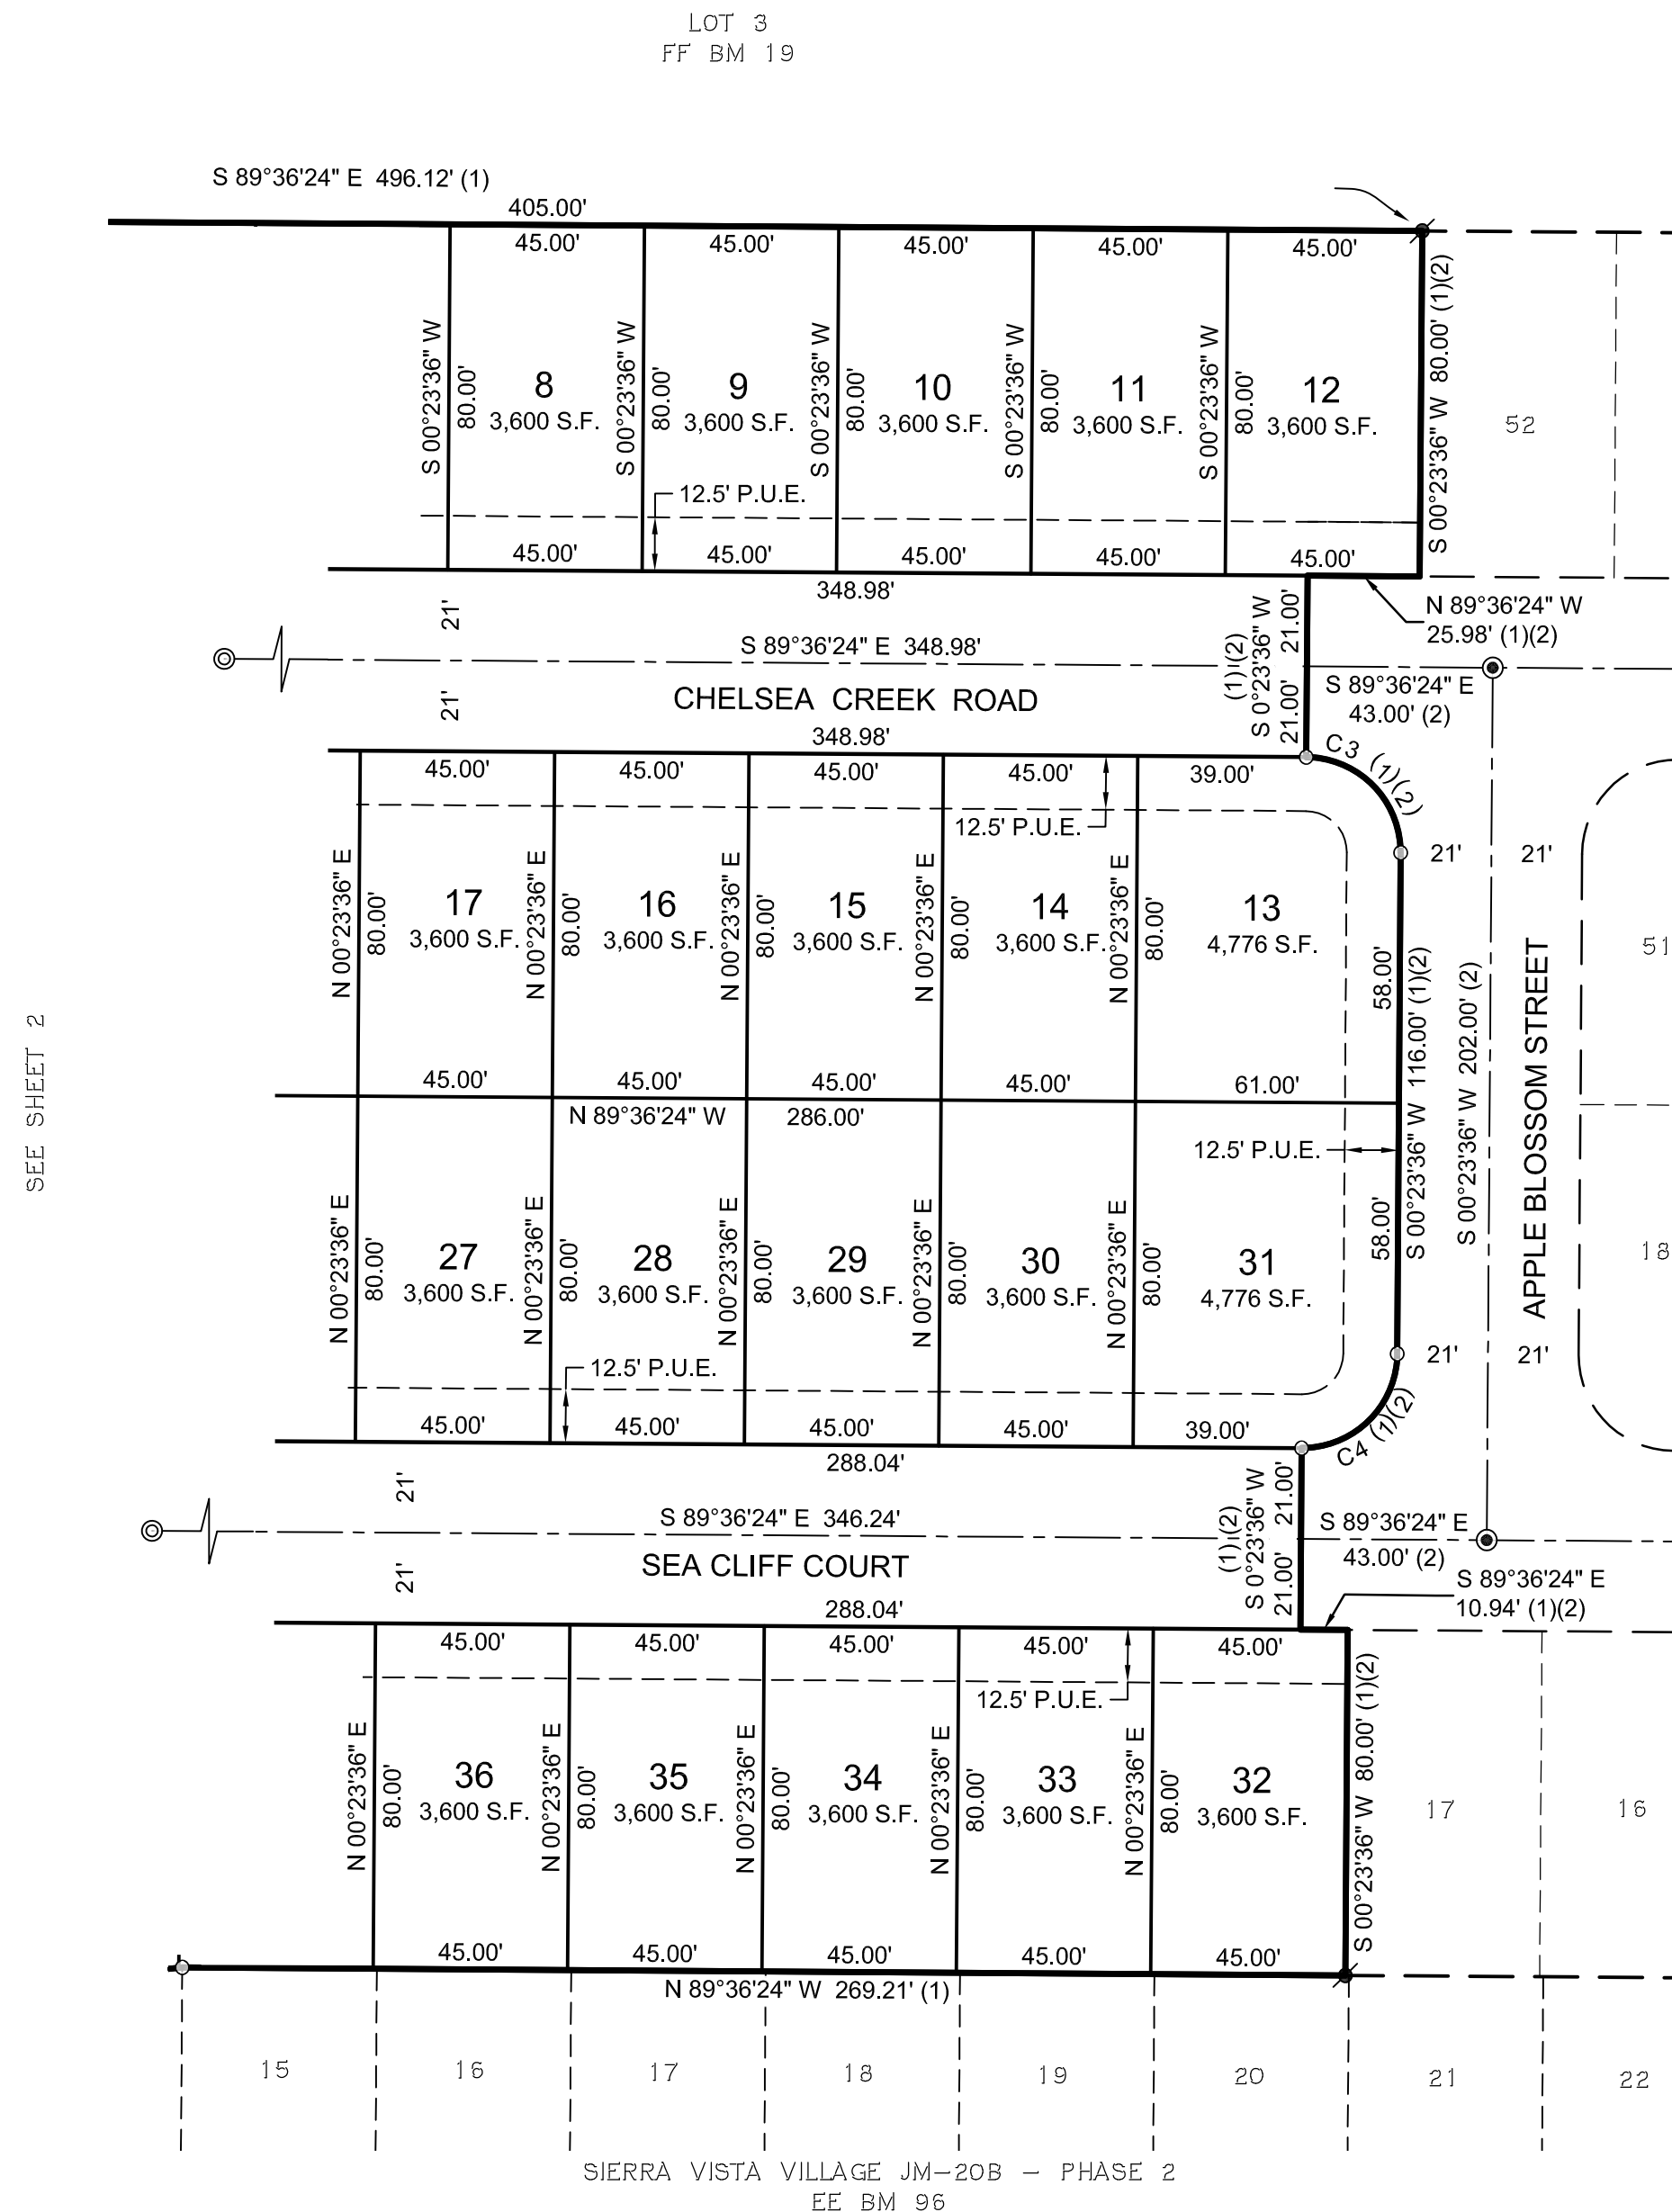 LOT 3
FF BM 19
S 89°36'24" E 496.12' (1)
405.00'
45.00' 45.00' 45.00' 45.00' 45.00'
S 00°23'36" W
80.00'
8
3,600 S.F.
S 00°23'36" W
80.00'
9
3,600 S.F.
S 00°23'36" W
80.00'
10
3,600 S.F.
S 00°23'36" W
80.00'
11
3,600 S.F.
S 00°23'36" W
80.00'
12
3,600 S.F.
S 00°23'36" W 80.00' (1)(2)
52
12.5' P.U.E.
45.00' 45.00' 45.00' 45.00' 45.00'
348.98'
N 89°36'24" W
25.98' (1)(2)
21'
S 89°36'24" E 348.98'
(1)(2)
S 0°23'36" W
21.00' 21.00'
S 89°36'24" E
43.00' (2)
21'
CHELSEA CREEK ROAD
348.98'
C3 (1)(2)
45.00' 45.00' 45.00' 45.00' 39.00'
12.5' P.U.E.
21' 21'
N 00°23'36" E
80.00'
17
3,600 S.F.
N 00°23'36" E
80.00'
16
3,600 S.F.
N 00°23'36" E
80.00'
15
3,600 S.F.
N 00°23'36" E
80.00'
14
3,600 S.F.
N 00°23'36" E
80.00'
13
4,776 S.F.
58.00'
S 00°23'36" W 116.00' (1)(2)
S 00°23'36" W 202.00' (2)
APPLE BLOSSOM STREET
51
SEE SHEET 2
45.00' 45.00' 45.00' 45.00' 61.00'
N 89°36'24" W 286.00'
12.5' P.U.E.
N 00°23'36" E
80.00'
27
3,600 S.F.
N 00°23'36" E
80.00'
28
3,600 S.F.
N 00°23'36" E
80.00'
29
3,600 S.F.
N 00°23'36" E
80.00'
30
3,600 S.F.
N 00°23'36" E
80.00'
31
4,776 S.F.
58.00'
18
12.5' P.U.E.
21' 21'
45.00' 45.00' 45.00' 45.00' 39.00'
C4 (1)(2)
288.04'
21'
S 89°36'24" E 346.24'
(1)(2)
S 0°23'36" W
21.00' 21.00'
S 89°36'24" E
43.00' (2)
21'
SEA CLIFF COURT
S 89°36'24" E
10.94' (1)(2)
288.04'
45.00' 45.00' 45.00' 45.00' 45.00'
12.5' P.U.E.
N 00°23'36" E
80.00'
36
3,600 S.F.
N 00°23'36" E
80.00'
35
3,600 S.F.
N 00°23'36" E
80.00'
34
3,600 S.F.
N 00°23'36" E
80.00'
33
3,600 S.F.
N 00°23'36" E
80.00'
32
3,600 S.F.
S 00°23'36" W 80.00' (1)(2)
17 16
45.00' 45.00' 45.00' 45.00' 45.00'
N 89°36'24" W 269.21' (1)
15 16 17 18 19 20 21 22
SIERRA VISTA VILLAGE JM-20B - PHASE 2
EE BM 96